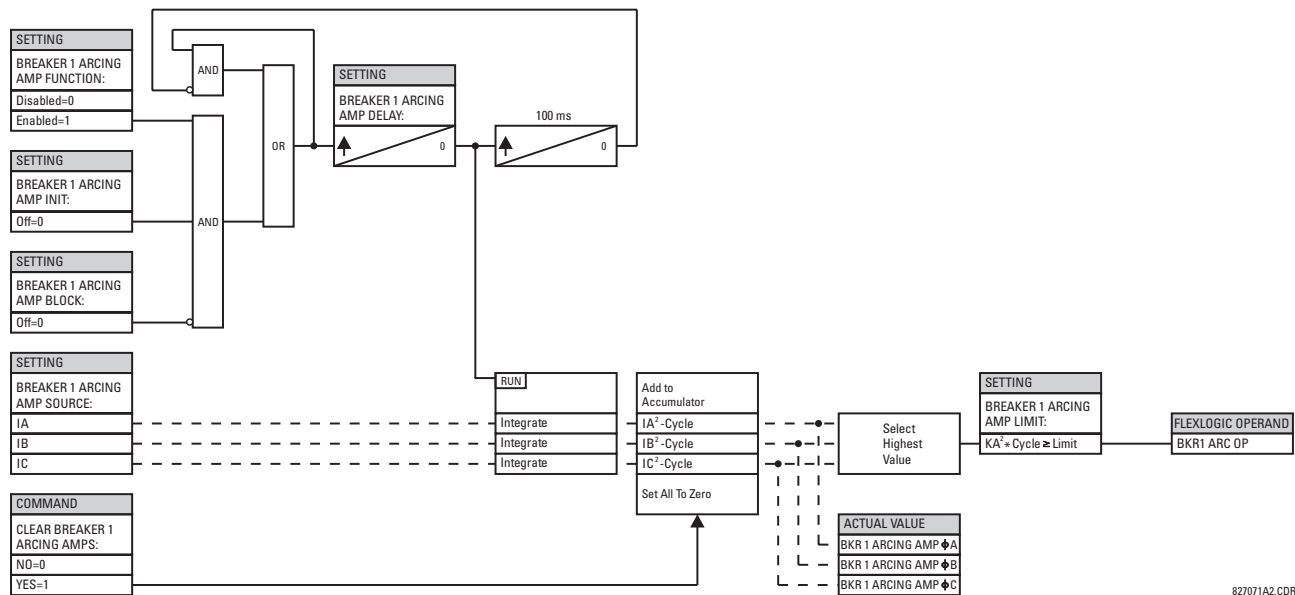 SETTING
BREAKER 1 ARCING
AMP FUNCTION:
Disabled=0
Enabled=1
SETTING
BREAKER 1 ARCING
AMP INIT:
Off=0
SETTING
BREAKER 1 ARCING
AMP BLOCK:
Off=0
AND
AND
OR
SETTING
BREAKER 1 ARCING
AMP DELAY:
0
100 ms
0
SETTING
BREAKER 1 ARCING
AMP SOURCE:
IA
IB
IC
RUN
Integrate
Integrate
Integrate
Add to
Accumulator
IA²-Cycle
IB²-Cycle
IC²-Cycle
Set All To Zero
Select
Highest
Value
SETTING
BREAKER 1 ARCING
AMP LIMIT:
KA²*Cycle≥Limit
FLEXLOGIC OPERAND
BKR1 ARC OP
COMMAND
CLEAR BREAKER 1
ARCING AMPS:
NO=0
YES=1
ACTUAL VALUE
BKR 1 ARCING AMP ΦA
BKR 1 ARCING AMP ΦB
BKR 1 ARCING AMP ΦC
827071A2.CDR